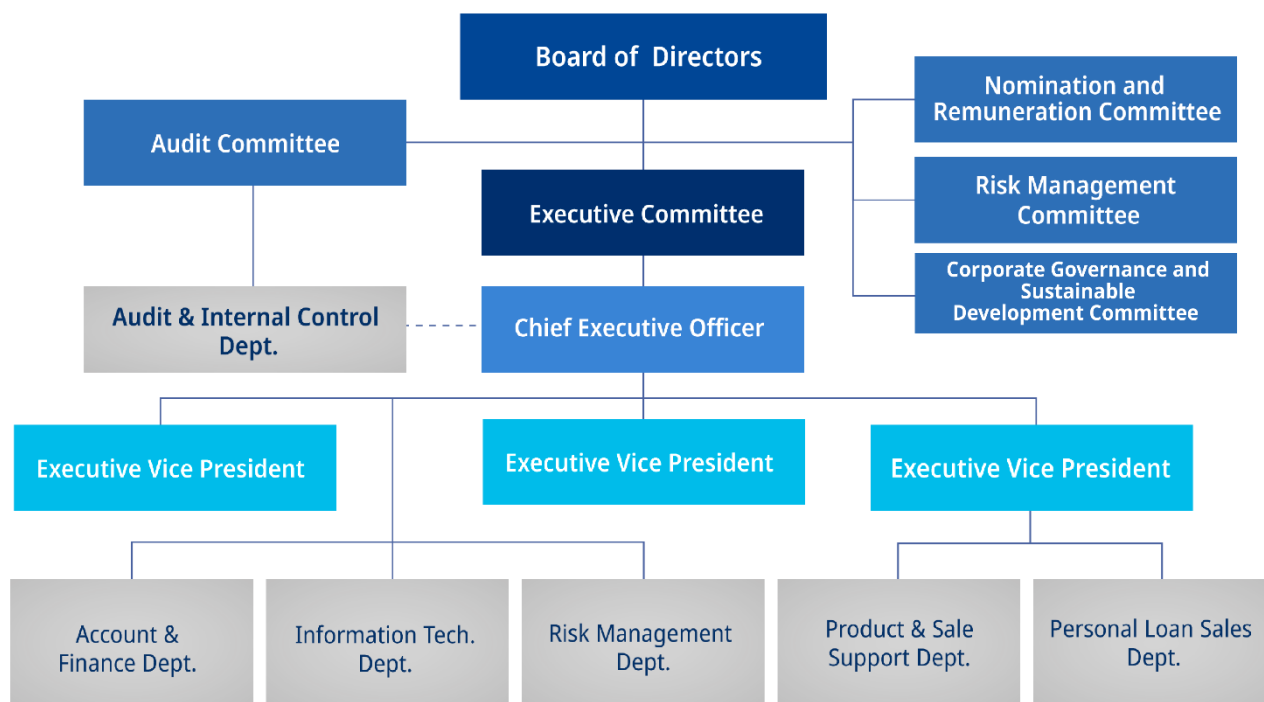 Board of Directors
Nomination and
Remuneration Committee
Audit Committee
Risk Management
Committee
Executive Committee
Corporate Governance and
Sustainable
Development Committee
Audit & Internal Control
Dept.
Chief Executive Officer
Executive Vice President
Executive Vice President
Executive Vice President
Account &
Finance Dept.
Information Tech.
Dept.
Risk Management
Dept.
Product & Sale
Support Dept.
Personal Loan Sales
Dept.